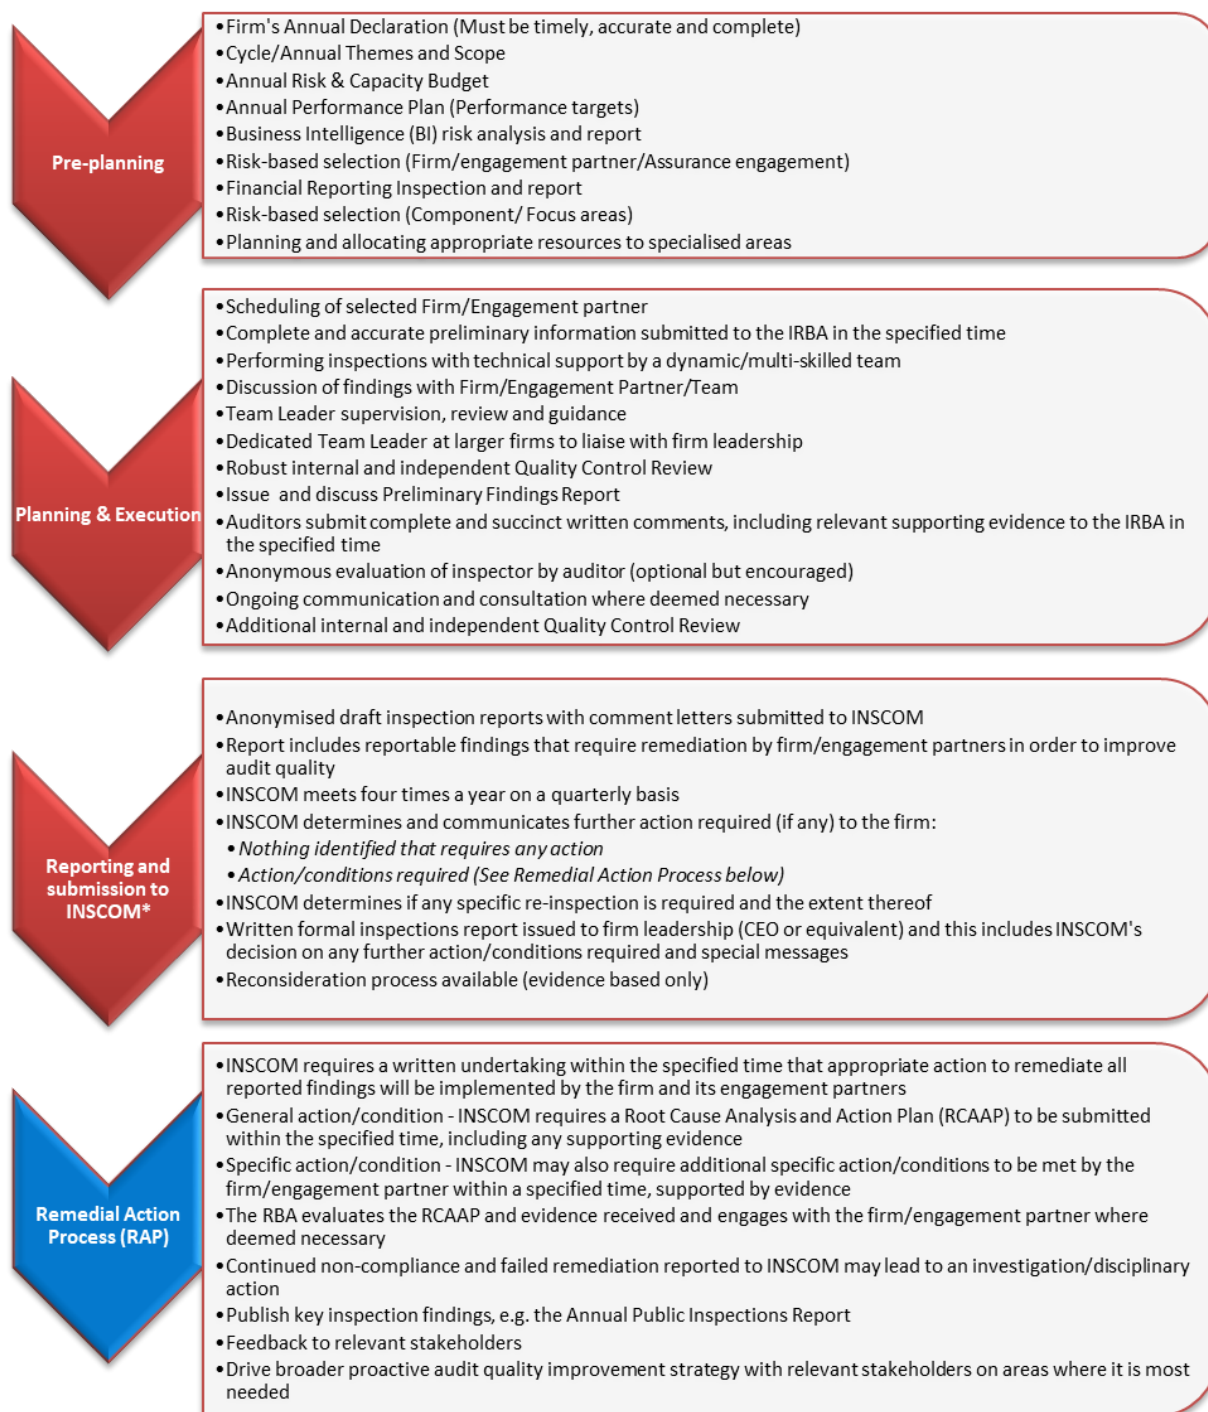 Pre-planning
•Firm's Annual Declaration (Must be timely, accurate and complete)
•Cycle/Annual Themes and Scope
•Annual Risk & Capacity Budget
•Annual Performance Plan (Performance targets)
•Business Intelligence (BI) risk analysis and report
•Risk-based selection (Firm/engagement partner/Assurance engagement)
•Financial Reporting Inspection and report
•Risk-based selection (Component/ Focus areas)
•Planning and allocating appropriate resources to specialised areas
Planning & Execution
•Scheduling of selected Firm/Engagement partner
•Complete and accurate preliminary information submitted to the IRBA in the specified time
•Performing inspections with technical support by a dynamic/multi-skilled team
•Discussion of findings with Firm/Engagement Partner/Team
•Team Leader supervision, review and guidance
•Dedicated Team Leader at larger firms to liaise with firm leadership
•Robust internal and independent Quality Control Review
•Issue and discuss Preliminary Findings Report
•Auditors submit complete and succinct written comments, including relevant supporting evidence to the IRBA in
the specified time
•Anonymous evaluation of inspector by auditor (optional but encouraged)
•Ongoing communication and consultation where deemed necessary
•Additional internal and independent Quality Control Review
Reporting and
submission to
INSCOM*
•Anonymised draft inspection reports with comment letters submitted to INSCOM
•Report includes reportable findings that require remediation by firm/engagement partners in order to improve
audit quality
•INSCOM meets four times a year on a quarterly basis
•INSCOM determines and communicates further action required (if any) to the firm:
•Nothing identified that requires any action
•Action/conditions required (See Remedial Action Process below)
•INSCOM determines if any specific re-inspection is required and the extent thereof
•Written formal inspections report issued to firm leadership (CEO or equivalent) and this includes INSCOM's
decision on any further action/conditions required and special messages
•Reconsideration process available (evidence based only)
Remedial Action
Process (RAP)
•INSCOM requires a written undertaking within the specified time that appropriate action to remediate all
reported findings will be implemented by the firm and its engagement partners
•General action/condition - INSCOM requires a Root Cause Analysis and Action Plan (RCAAP) to be submitted
within the specified time, including any supporting evidence
•Specific action/condition - INSCOM may also require additional specific action/conditions to be met by the
firm/engagement partner within a specified time, supported by evidence
•The RBA evaluates the RCAAP and evidence received and engages with the firm/engagement partner where
deemed necessary
•Continued non-compliance and failed remediation reported to INSCOM may lead to an investigation/disciplinary
action
•Publish key inspection findings, e.g. the Annual Public Inspections Report
•Feedback to relevant stakeholders
•Drive broader proactive audit quality improvement strategy with relevant stakeholders on areas where it is most
needed